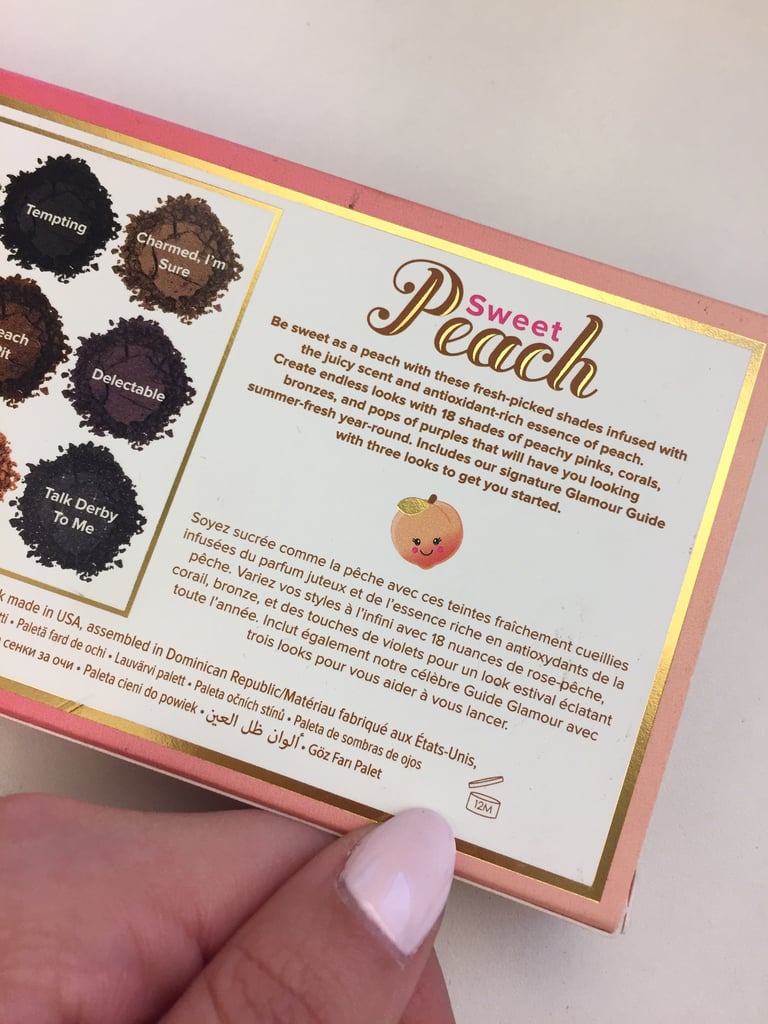 Tempting
Charmed, I'm
Sure
each
Pit
Delectable
Talk Derby
To Me
Sweet
Peach
Be sweet as a peach with these fresh-picked shades infused with
the juicy scent and antioxidant-rich essence of peach.
Create endless looks with 18 shades of peachy pinks, corals,
bronzes, and pops of purples that will have you looking
summer-fresh year-round. Includes our signature Glamour Guide
with three looks to get you started.
Soyez sucrée comme la pêche avec ces teintes fraîchement cueillies
infusées du parfum juteux et de l'essence riche en antioxydants de la
pêche. Variez vos styles à l'infini avec 18 nuances de rose-pêche,
corail, bronze, et des touches de violets pour un look estival éclatant
toute l'année. Inclut également notre célèbre Guide Glamour avec
trois looks pour vous aider à vous lancer.
made in USA, assembled in Dominican Republic/Matériau fabriqué aux États-Unis,
• Paletă fard de ochi • Lauvärvi palett • Paleta očních stínů • Paleta de sombras de ojos
сенки за очи • Paleta cieni do powiek • ألوان ظل العين • Göz Farı Palet
12M